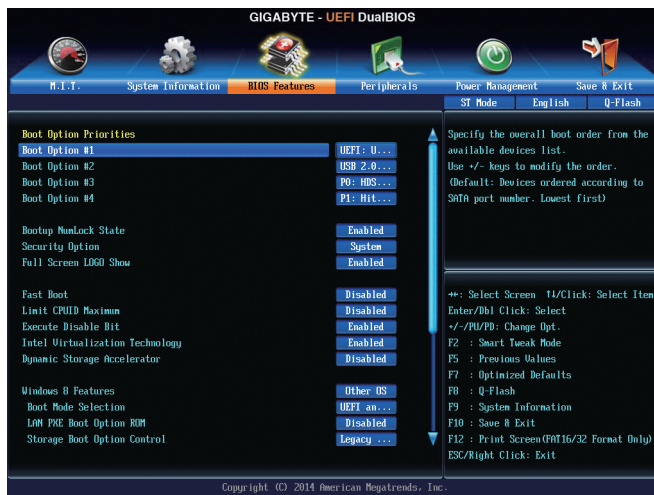 GIGABYTE - UEFI DualBIOS
M.I.T. System Information BIOS Features Peripherals Power Management Save & Exit
ST Mode English Q-Flash
Boot Option Priorities
Boot Option #1 UEFI: U...
Boot Option #2 USB 2.0...
Boot Option #3 P0: HDS...
Boot Option #4 P1: Hit...
Bootup NumLock State Enabled
Security Option System
Full Screen LOGO Show Enabled
Fast Boot Disabled
Limit CPUID Maximum Disabled
Execute Disable Bit Enabled
Intel Virtualization Technology Enabled
Dynamic Storage Accelerator Disabled
Windows 8 Features Other OS
Boot Mode Selection UEFI an...
LAN PXE Boot Option ROM Disabled
Storage Boot Option Control Legacy ...
Specify the overall boot order from the
available devices list.
Use +/- keys to modify the order.
(Default: Devices ordered according to
SATA port number. Lowest first)
→←: Select Screen ↑↓/Click: Select Item
Enter/Dbl Click: Select
+/-/PU/PD: Change Opt.
F2 : Smart Tweak Mode
F5 : Previous Values
F7 : Optimized Defaults
F8 : Q-Flash
F9 : System Information
F10 : Save & Exit
F12 : Print Screen(FAT16/32 Format Only)
ESC/Right Click: Exit
Copyright (C) 2014 American Megatrends, Inc.